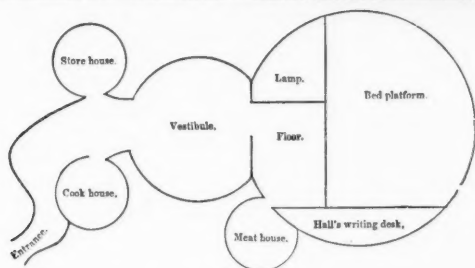 Store house.
Lamp.
Bed platform.
Vestibule.
Floor.
Cook house.
Hall's writing desk.
Entrance.
Meat house.